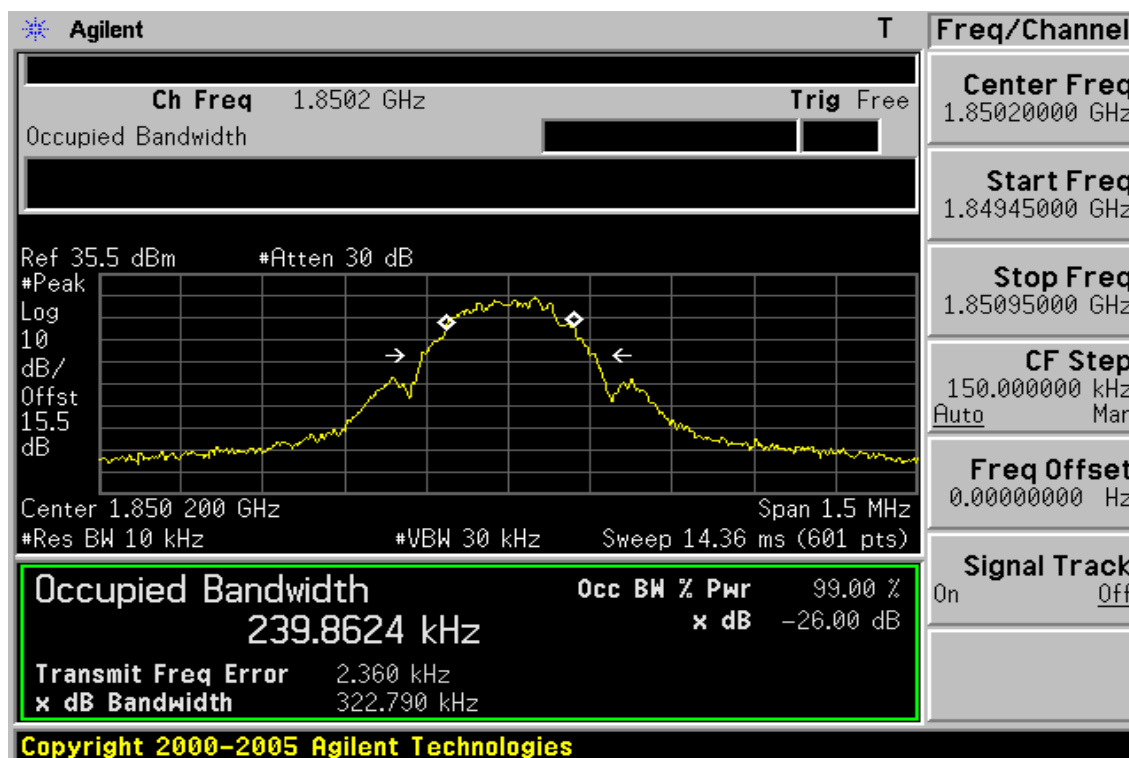 Agilent T
Ch Freq 1.8502 GHz Trig Free
Occupied Bandwidth
Ref 35.5 dBm #Atten 30 dB
#Peak
Log
10
dB/
Offst
15.5
dB
Center 1.850 200 GHz Span 1.5 MHz
#Res BW 10 kHz #VBW 30 kHz Sweep 14.36 ms (601 pts)
Occupied Bandwidth
239.8624 kHz
Occ BW % Pwr 99.00 %
x dB -26.00 dB
Transmit Freq Error 2.360 kHz
x dB Bandwidth 322.790 kHz
Copyright 2000-2005 Agilent Technologies
Freq/Channel
Center Freq
1.85020000 GHz
Start Freq
1.84945000 GHz
Stop Freq
1.85095000 GHz
CF Step
150.000000 kHz
Auto Man
Freq Offset
0.00000000 Hz
Signal Track
On Off